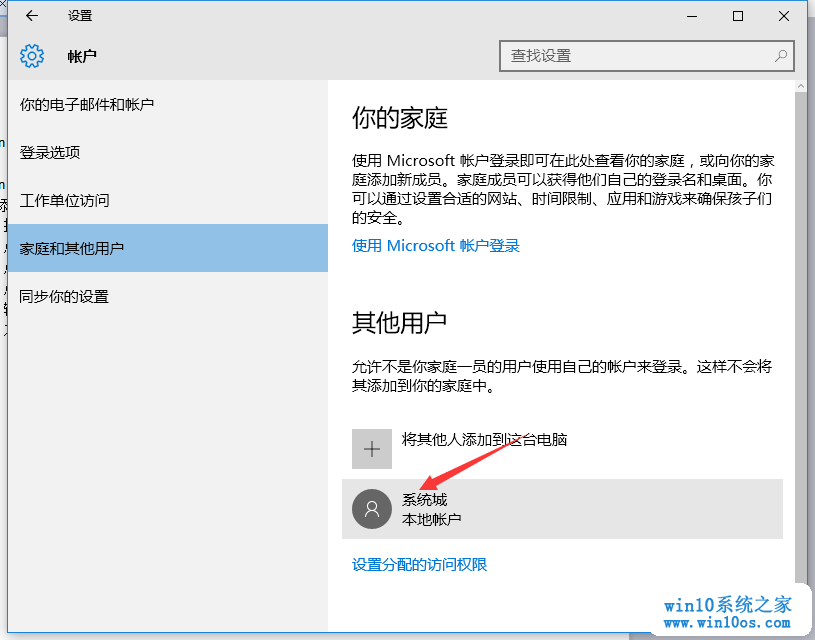 设置
帐户
查找设置
你的电子邮件和帐户
登录选项
工作单位访问
家庭和其他用户
同步你的设置
你的家庭
使用 Microsoft 帐户登录即可在此处查看你的家庭，或向你的家
庭添加新成员。家庭成员可以获得他们自己的登录名和桌面。你
可以通过设置合适的网站、时间限制、应用和游戏来确保孩子们
的安全。
使用 Microsoft 帐户登录
其他用户
允许不是你家庭一员的用户使用自己的帐户来登录。这样不会将
其添加到你的家庭中。
将其他人添加到这台电脑
系统城
本地帐户
设置分配的访问权限
win10系统之家
www.win10os.com